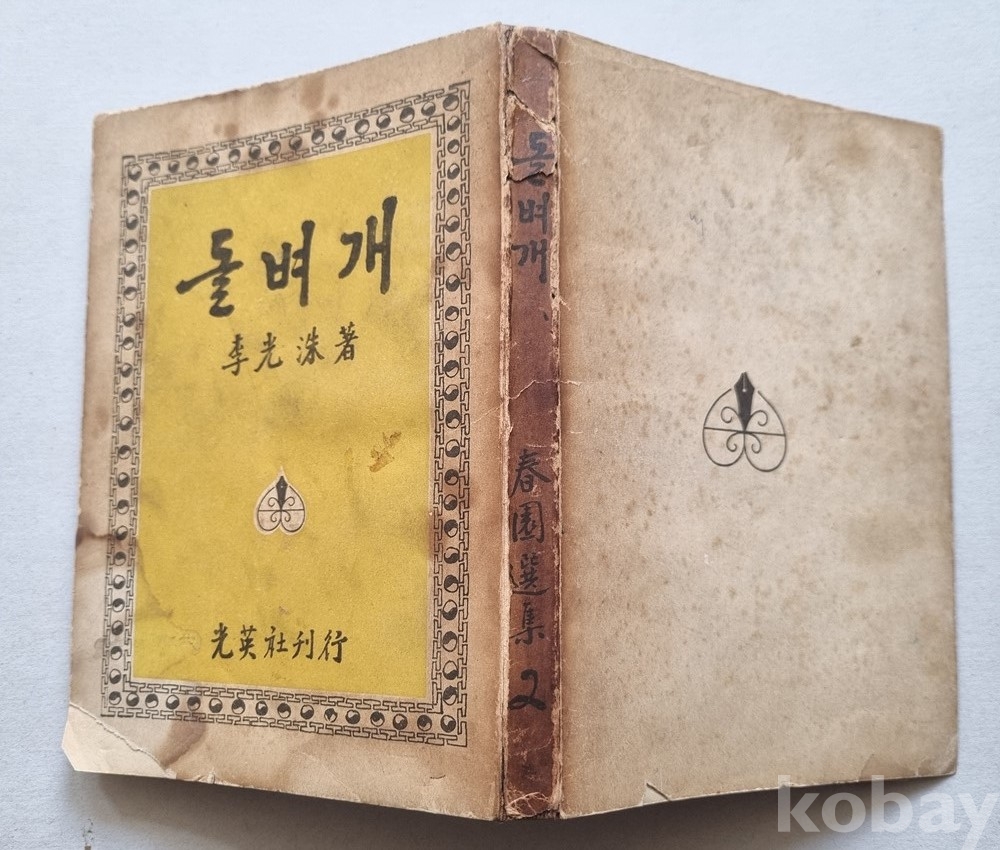 돌벼개
李光洙著
光英社刊行
돌벼개
春園選集 2
kobay